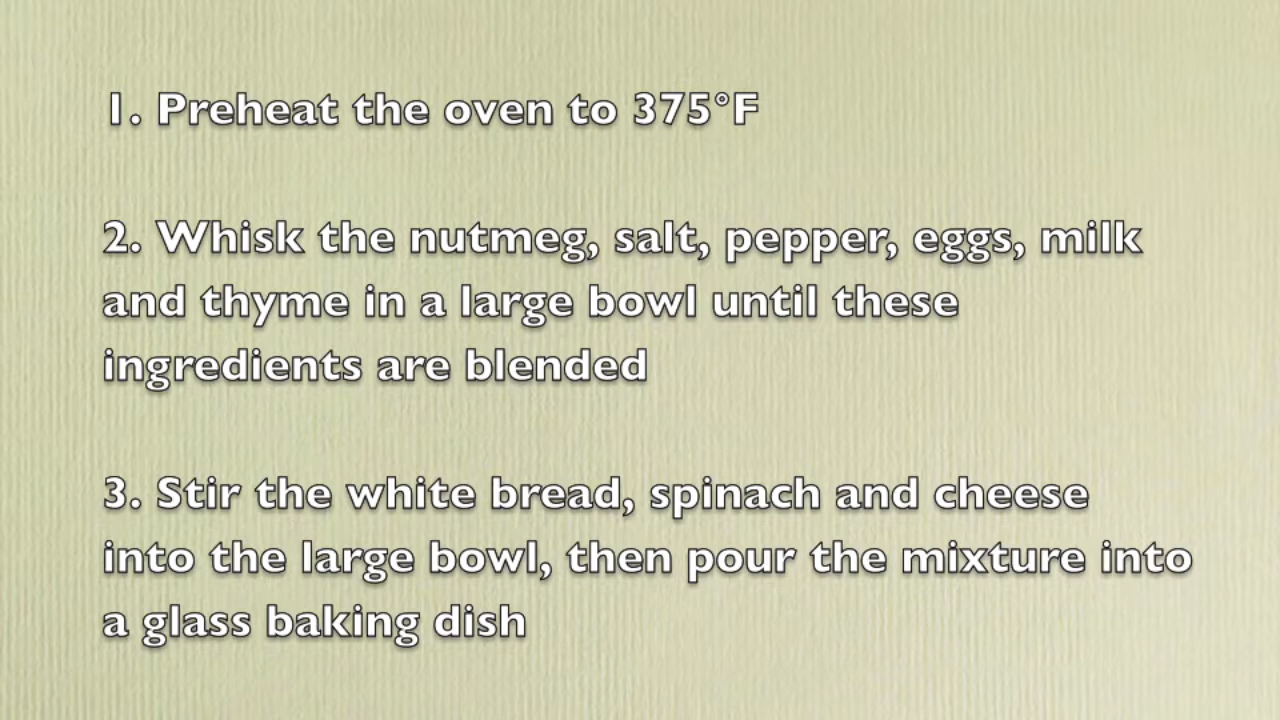 1. Preheat the oven to 375°F
2. Whisk the nutmeg, salt, pepper, eggs, milk
and thyme in a large bowl until these
ingredients are blended
3. Stir the white bread, spinach and cheese
into the large bowl, then pour the mixture into
a glass baking dish